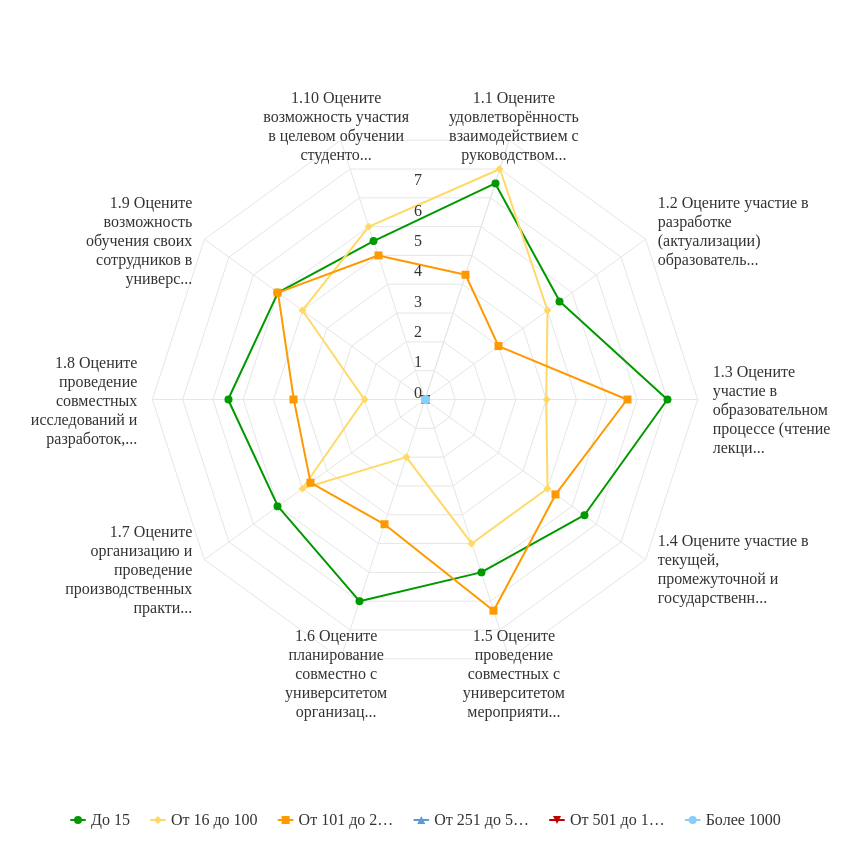 1.10 Оцените
возможность участия
в целевом обучении
студенто...
1.1 Оцените
удовлетворённость
взаимодействием с
руководством...
1.9 Оцените
возможность
обучения своих
сотрудников в
универс...
1.2 Оцените участие в
разработке
(актуализации)
образователь...
7
6
5
4
3
2
1
0
1.8 Оцените
проведение
совместных
исследований и
разработок,...
1.3 Оцените
участие в
образовательном
процессе (чтение
лекци...
1.7 Оцените
организацию и
проведение
производственных
практи...
1.4 Оцените участие в
текущей,
промежуточной и
государственн...
1.6 Оцените
планирование
совместно с
университетом
организац...
1.5 Оцените
проведение
совместных с
университетом
мероприяти...
До 15 От 16 до 100 От 101 до 2… От 251 до 5… От 501 до 1… Более 1000